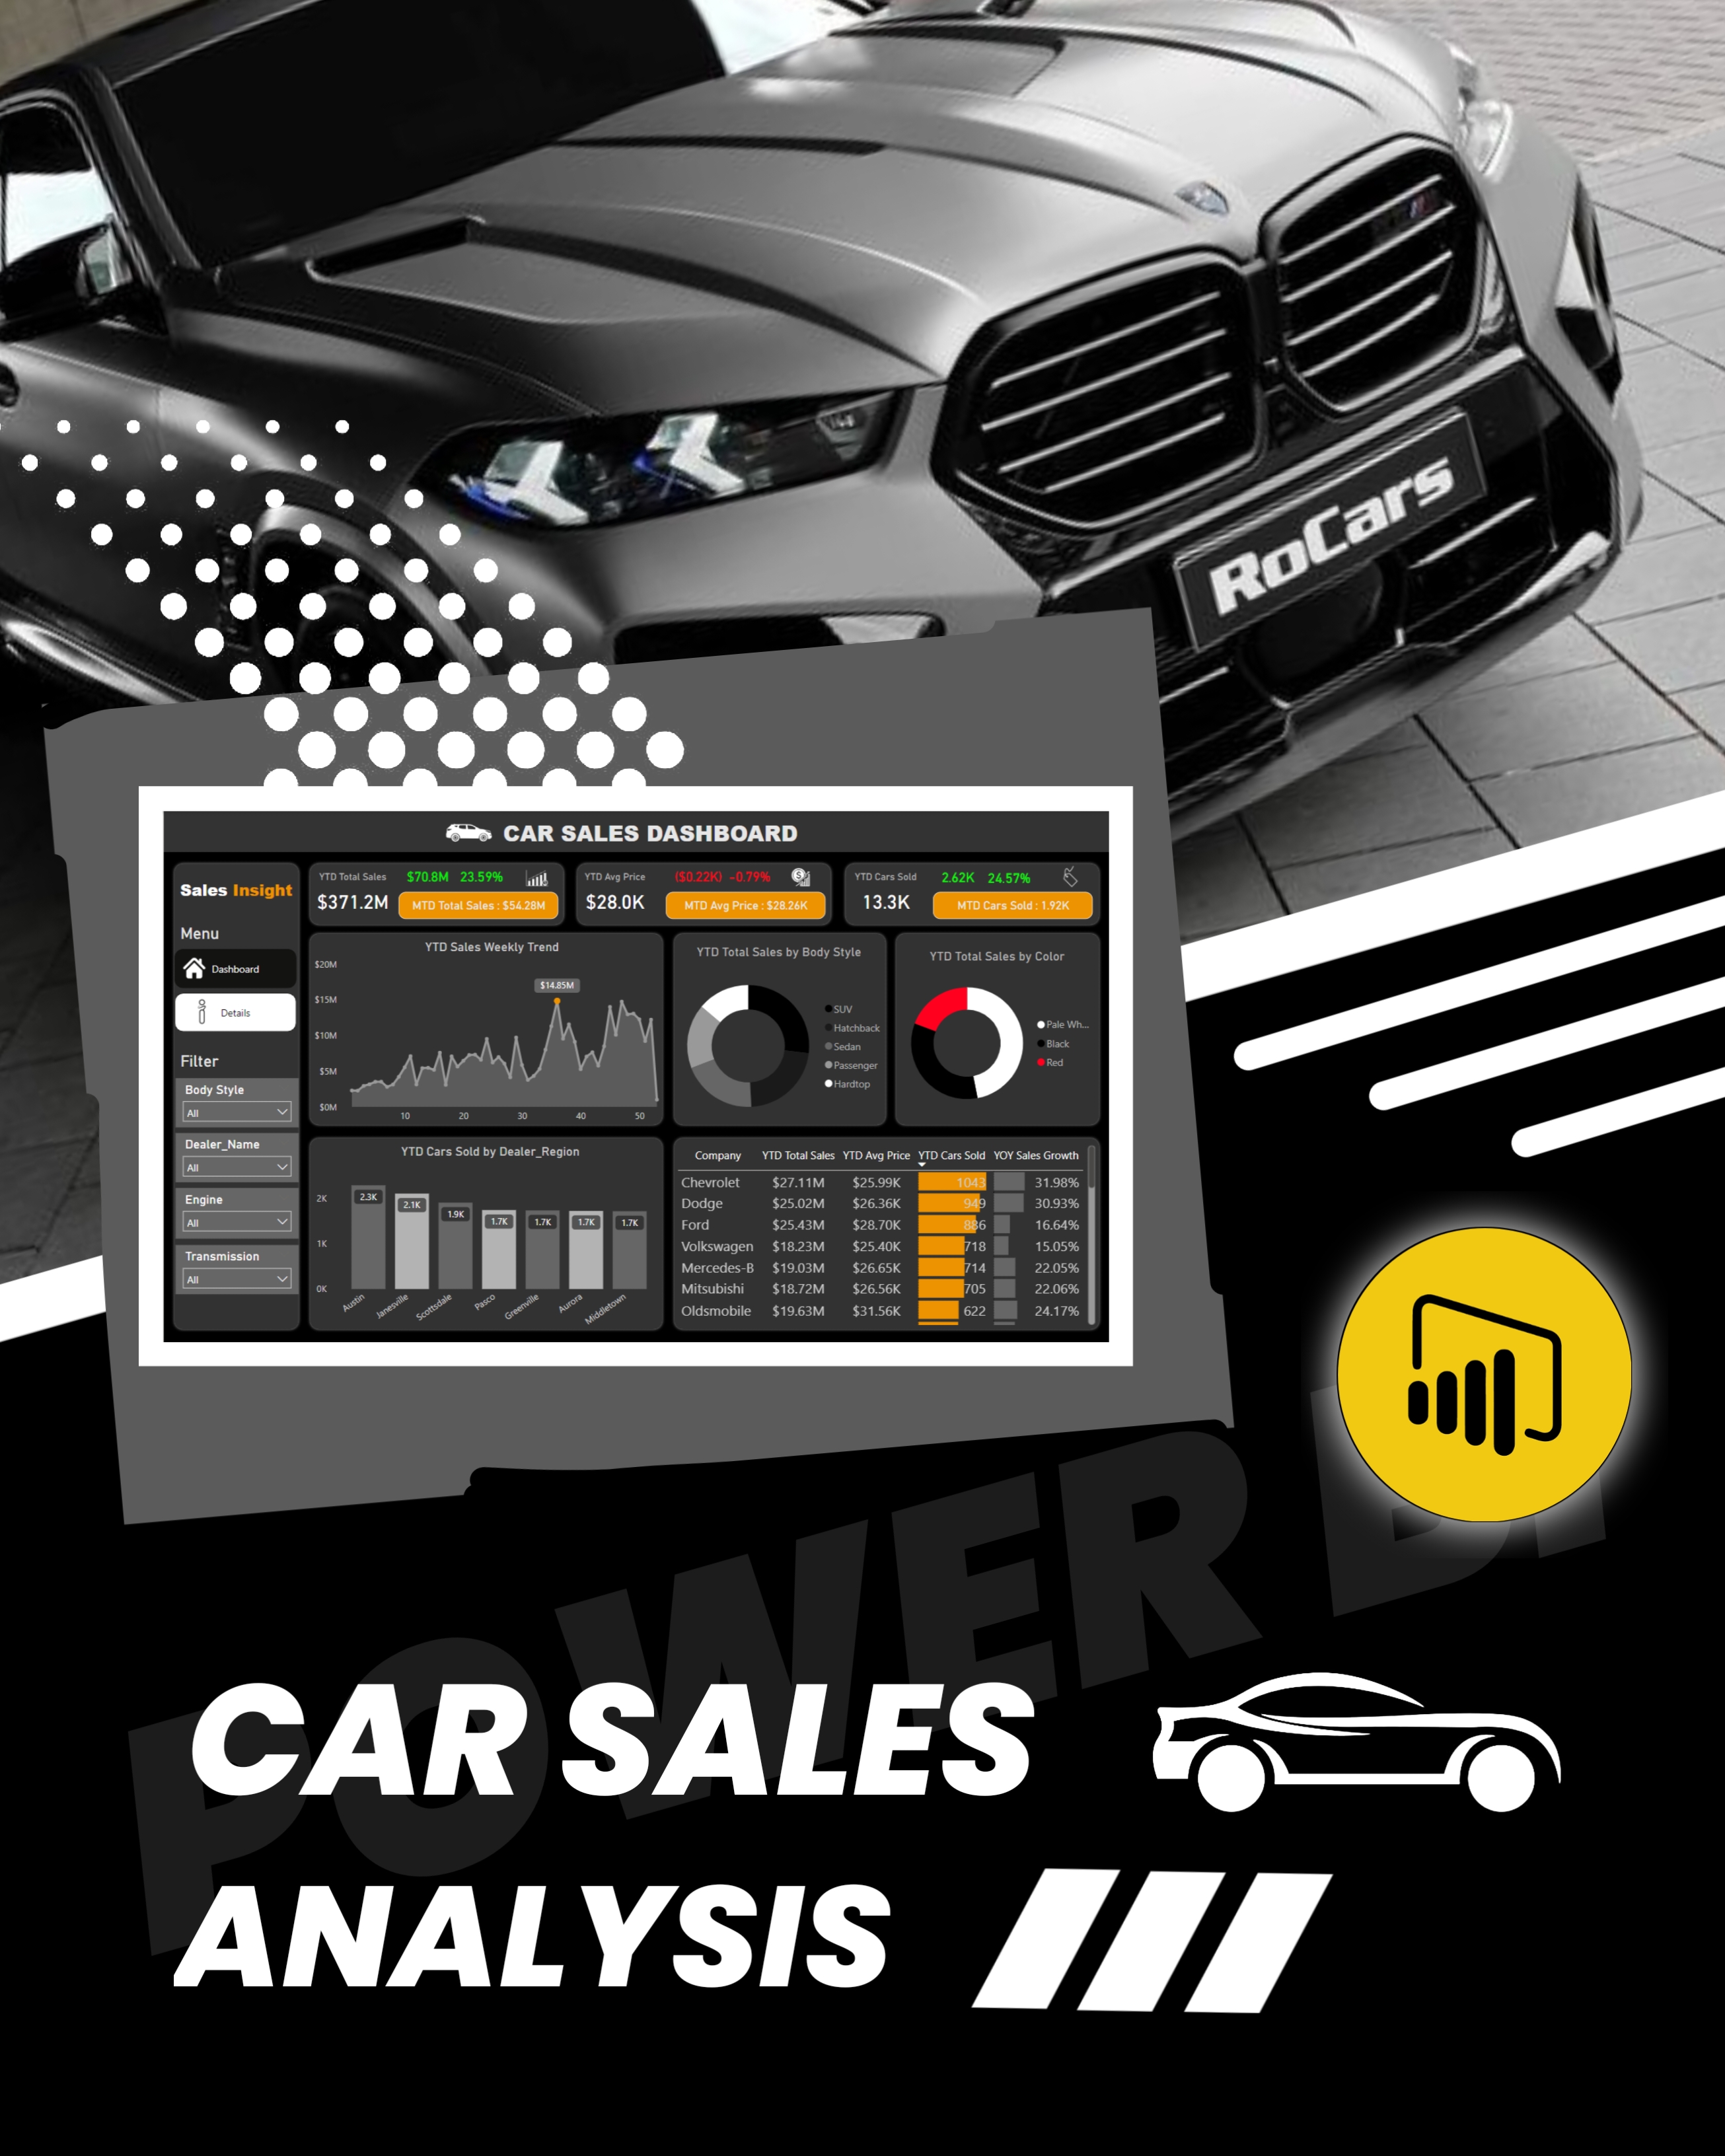 RoCars
CAR SALES DASHBOARD
Sales Insight
Menu
Dashboard
Details
Filter
Body Style
All
Dealer_Name
All
Engine
All
Transmission
All
YTD Total Sales $70.8M 23.59%
$371.2M MTD Total Sales : $54.28M
YTD Avg Price ($0.22K) -0.79%
$28.0K MTD Avg Price : $28.26K
YTD Cars Sold 2.62K 24.57%
13.3K MTD Cars Sold : 1.92K
YTD Sales Weekly Trend
$20M
$15M
$10M
$5M
$0M
$14.85M
10 20 30 40 50
YTD Total Sales by Body Style
SUV
Hatchback
Sedan
Passenger
Hardtop
YTD Total Sales by Color
Pale Wh...
Black
Red
YTD Cars Sold by Dealer_Region
2K
1K
0K
2.3K 2.1K 1.9K 1.7K 1.7K 1.7K 1.7K
Austin Janesville Scottsdale Pasco Greenville Aurora Middletown
Company YTD Total Sales YTD Avg Price YTD Cars Sold YOY Sales Growth
Chevrolet $27.11M $25.99K 1043 31.98%
Dodge $25.02M $26.36K 949 30.93%
Ford $25.43M $28.70K 886 16.64%
Volkswagen $18.23M $25.40K 718 15.05%
Mercedes-B $19.03M $26.65K 714 22.05%
Mitsubishi $18.72M $26.56K 705 22.06%
Oldsmobile $19.63M $31.56K 622 24.17%
POWER BI
CAR SALES
ANALYSIS